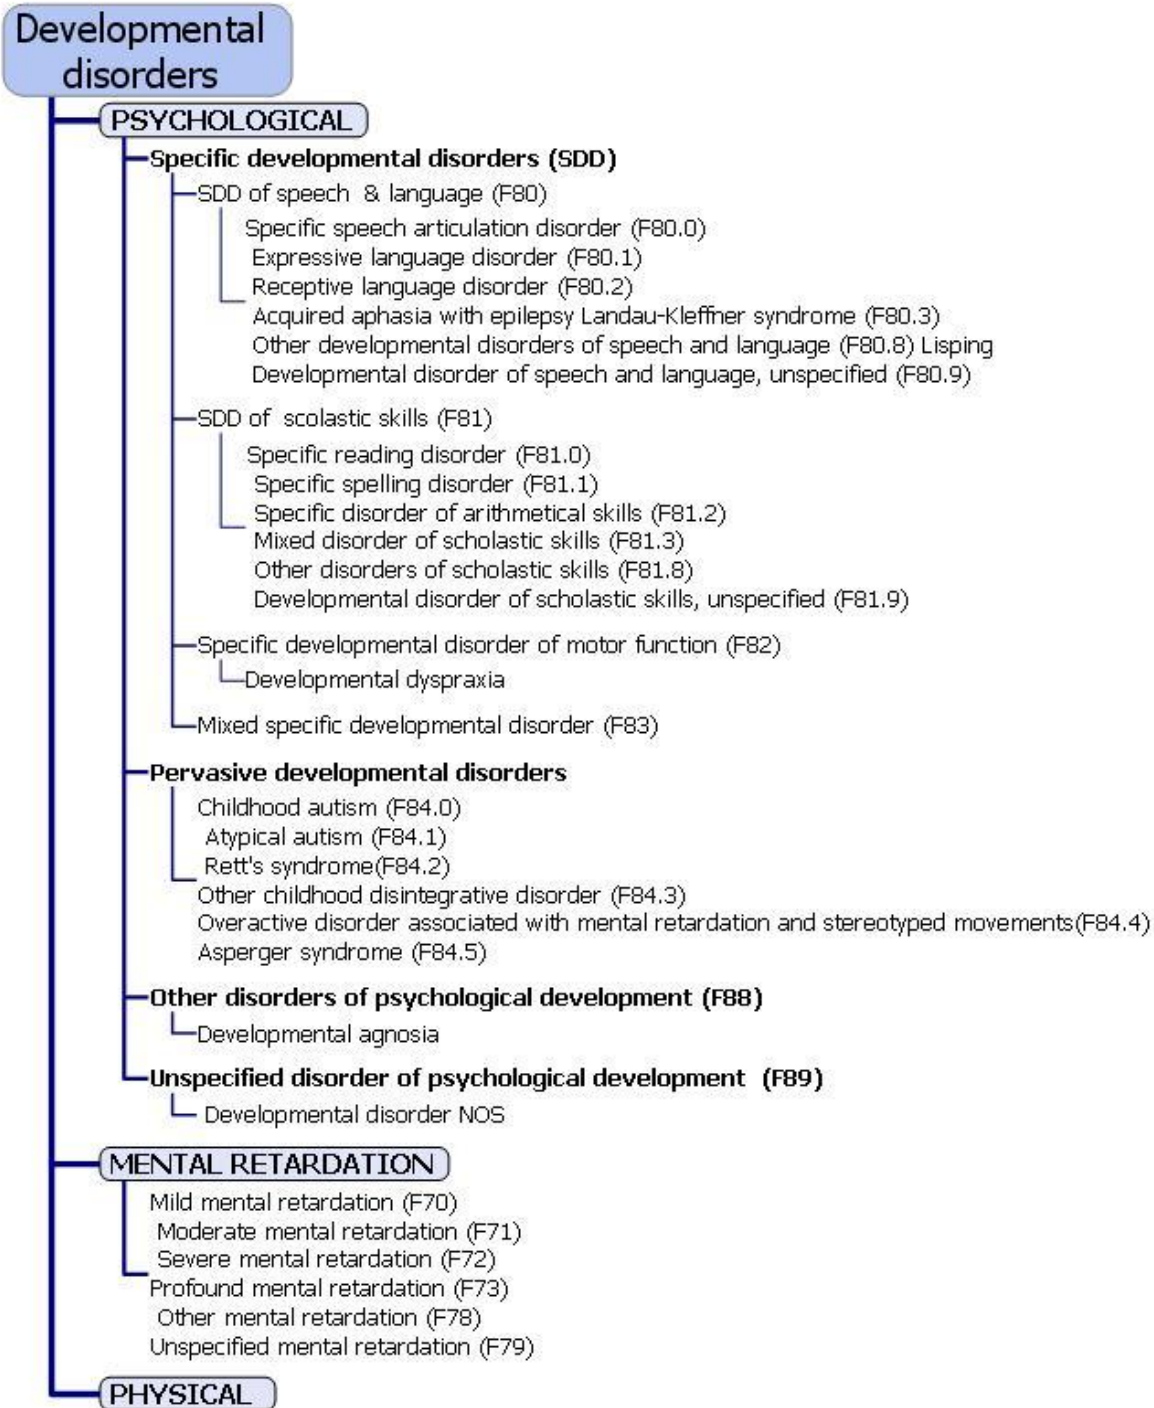 Developmental
disorders
PSYCHOLOGICAL
Specific developmental disorders (SDD)
SDD of speech & language (F80)
Specific speech articulation disorder (F80.0)
Expressive language disorder (F80.1)
Receptive language disorder (F80.2)
Acquired aphasia with epilepsy Landau-Kleffner syndrome (F80.3)
Other developmental disorders of speech and language (F80.8) Lisping
Developmental disorder of speech and language, unspecified (F80.9)
SDD of scolastic skills (F81)
Specific reading disorder (F81.0)
Specific spelling disorder (F81.1)
Specific disorder of arithmetical skills (F81.2)
Mixed disorder of scholastic skills (F81.3)
Other disorders of scholastic skills (F81.8)
Developmental disorder of scholastic skills, unspecified (F81.9)
Specific developmental disorder of motor function (F82)
Developmental dyspraxia
Mixed specific developmental disorder (F83)
Pervasive developmental disorders
Childhood autism (F84.0)
Atypical autism (F84.1)
Rett's syndrome(F84.2)
Other childhood disintegrative disorder (F84.3)
Overactive disorder associated with mental retardation and stereotyped movements(F84.4)
Asperger syndrome (F84.5)
Other disorders of psychological development (F88)
Developmental agnosia
Unspecified disorder of psychological development (F89)
Developmental disorder NOS
MENTAL RETARDATION
Mild mental retardation (F70)
Moderate mental retardation (F71)
Severe mental retardation (F72)
Profound mental retardation (F73)
Other mental retardation (F78)
Unspecified mental retardation (F79)
PHYSICAL